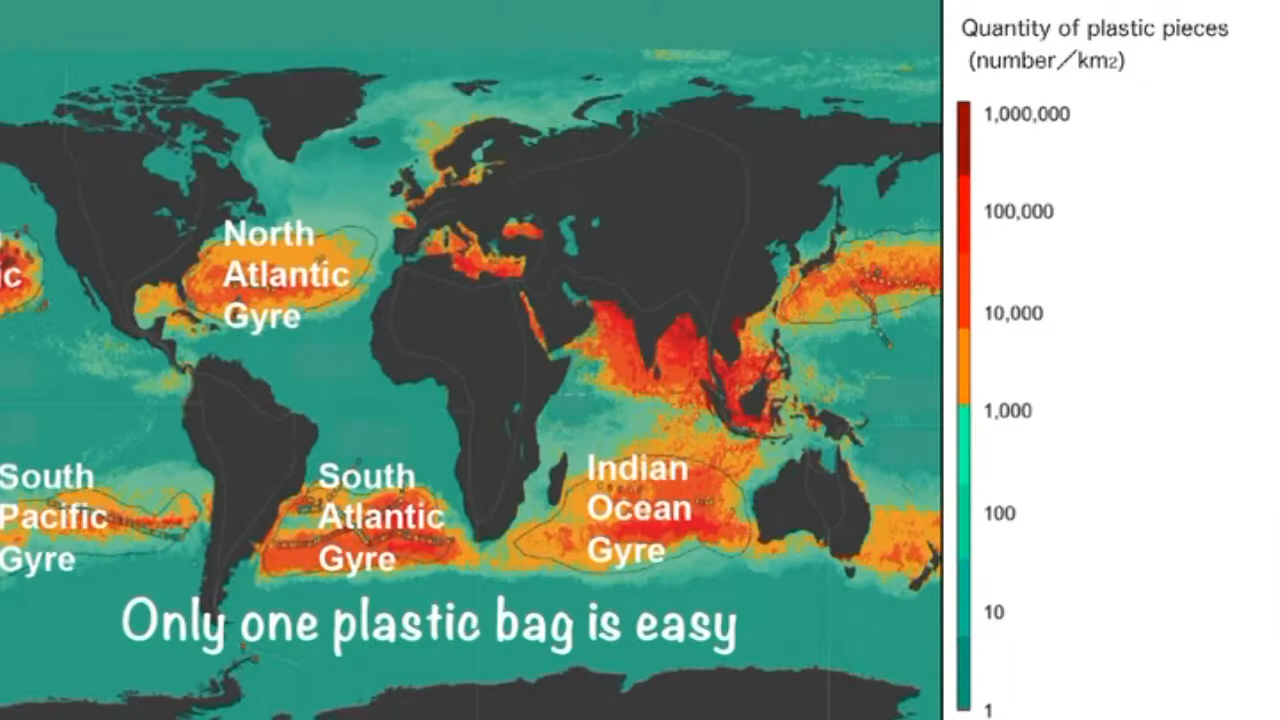 Quantity of plastic pieces
(number／km2)
1,000,000
100,000
10,000
1,000
100
10
1
ic
North
Atlantic
Gyre
South
Pacific
Gyre
South
Atlantic
Gyre
Indian
Ocean
Gyre
Only one plastic bag is easy